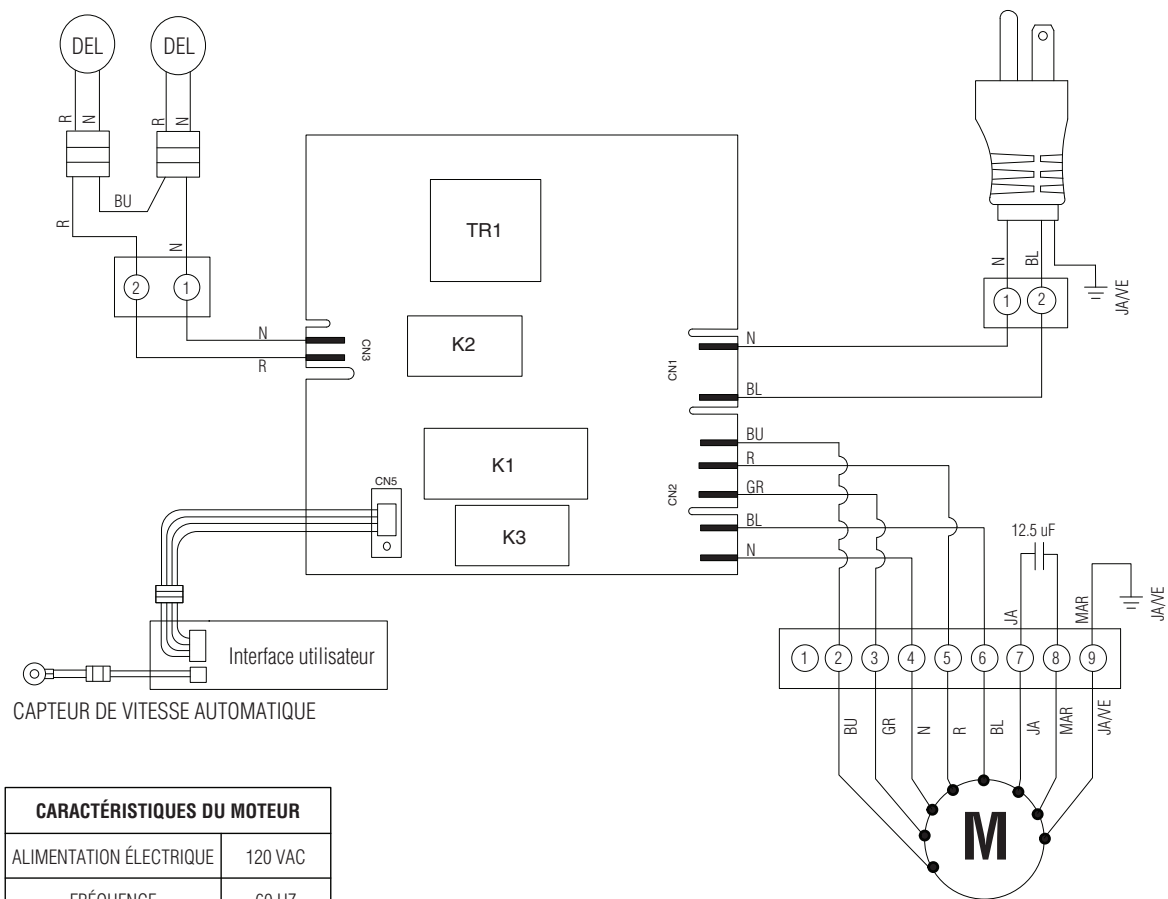 DEL DEL
R N R N
BU
R N
2 1
N
R
CN3
TR1
K2
K1
K3
CN5
CN1
CN2
N BL
JA/VE
1 2
N
BL
BU
R
GR
BL
N
12.5 uF
JA MAR JA/VE
1 2 3 4 5 6 7 8 9
BU GR N R BL JA MAR JA/VE
M
Interface utilisateur
CAPTEUR DE VITESSE AUTOMATIQUE
CARACTÉRISTIQUES DU MOTEUR
ALIMENTATION ÉLECTRIQUE 120 VAC
FRÉQUENCE 60 HZ